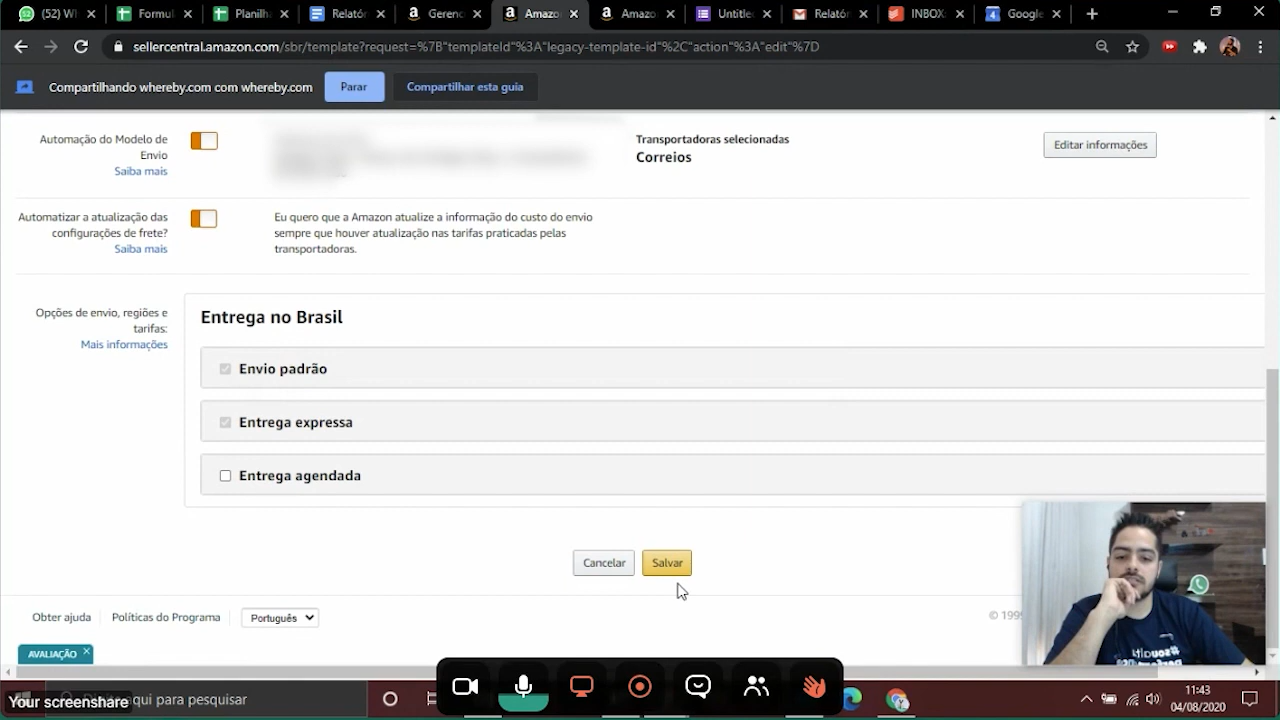 (52) W
Formul
Planilh
Relatór
Gerenc
Amazo
Amazo
Untitle
Relatór
INBOX
Google
sellercentral.amazon.com/sbr/template?request=%7B"templateId"%3A"legacy-template-id"%2C"action"%3A"edit"%7D
Compartilhando whereby.com com whereby.com
Parar
Compartilhar esta guia
Automação do Modelo de
Envio
Saiba mais
Transportadoras selecionadas
Correios
Editar informações
Automatizar a atualização das
configurações de frete?
Saiba mais
Eu quero que a Amazon atualize a informação do custo do envio
sempre que houver atualização nas tarifas praticadas pelas
transportadoras.
Opções de envio, regiões e
tarifas:
Mais informações
Entrega no Brasil
Envio padrão
Entrega expressa
Entrega agendada
Cancelar
Salvar
Obter ajuda
Políticas do Programa
Português
© 199
AVALIAÇÃO
aqui para pesquisar
Your screenshare
11:43
04/08/2020